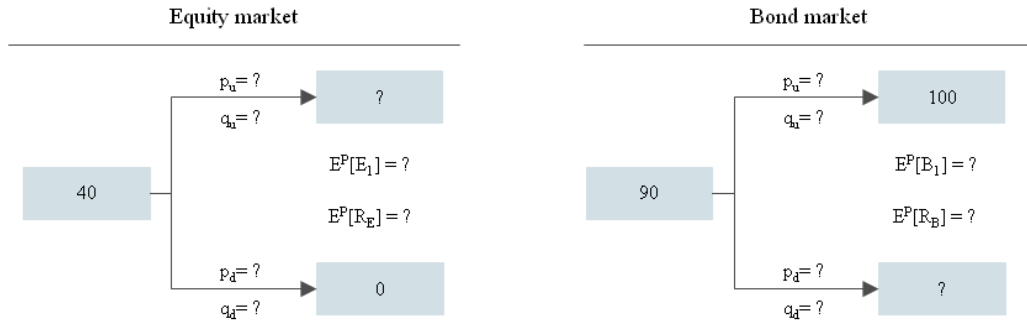 Equity market
Bond market
pu= ?
?
qu= ?
EP[E1] = ?
40
EP[RE] = ?
pd= ?
0
qd= ?
pu= ?
100
qu= ?
EP[B1] = ?
90
EP[RB] = ?
pd= ?
?
qd= ?